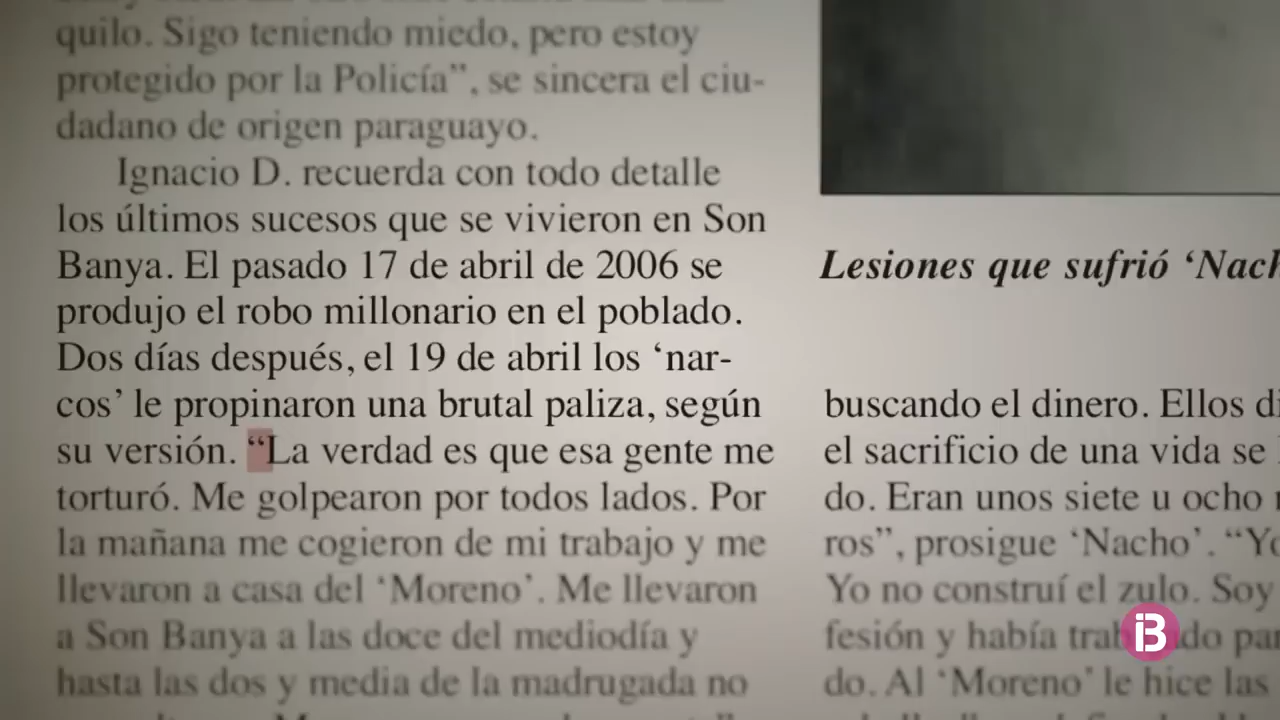 quilo. Sigo teniendo miedo, pero estoy
protegido por la Policía”, se sincera el ciu-
dadano de origen paraguayo.
Ignacio D. recuerda con todo detalle
los últimos sucesos que se vivieron en Son
Banya. El pasado 17 de abril de 2006 se
produjo el robo millonario en el poblado.
Dos días después, el 19 de abril los ‘nar-
cos’ le propinaron una brutal paliza, según
su versión. “La verdad es que esa gente me
torturó. Me golpearon por todos lados. Por
la mañana me cogieron de mi trabajo y me
llevaron a casa del ‘Moreno’. Me llevaron
a Son Banya a las doce del mediodía y
hasta las dos y media de la madrugada no
Lesiones que sufrió ‘Nach
buscando el dinero. Ellos di
el sacrificio de una vida se
do. Eran unos siete u ocho
ros”, prosigue ‘Nacho’. “Yo
Yo no construí el zulo. Soy
fesión y había do par
do. Al ‘Moreno’ le hice las
IB